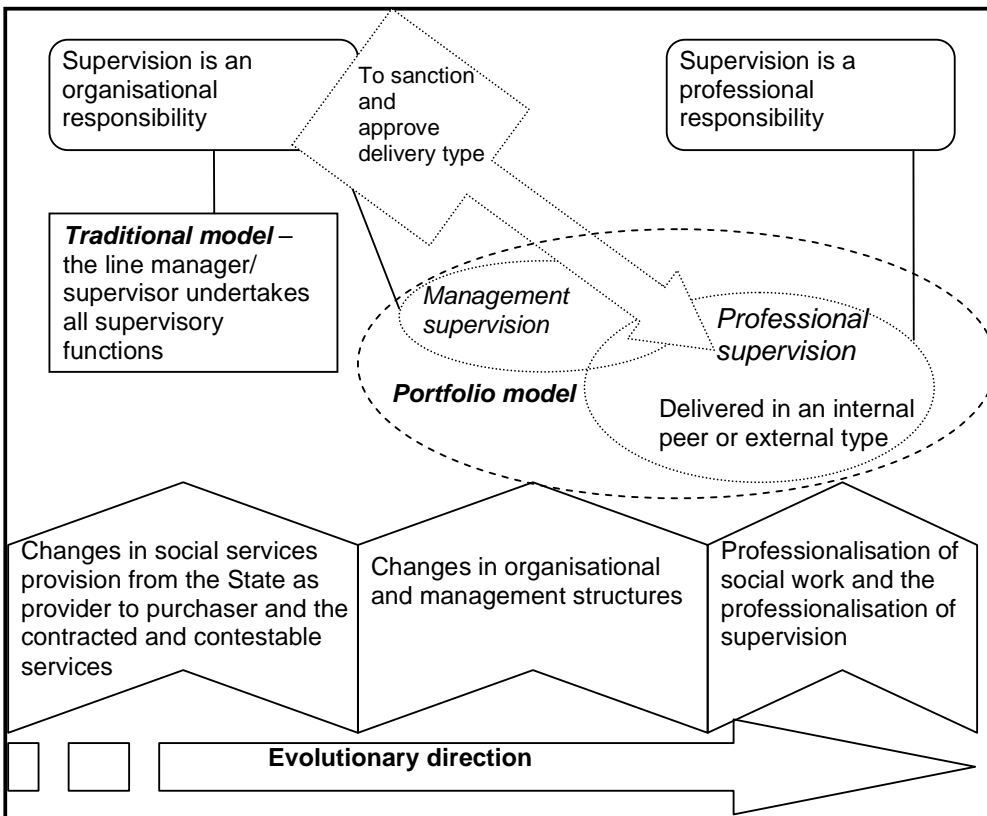 Supervision is an
organisational
responsibility
To sanction
and
approve
delivery type
Supervision is a
professional
responsibility
Traditional model –
the line manager/
supervisor undertakes
all supervisory
functions
Management
supervision
Professional
supervision
Portfolio model
Delivered in an internal
peer or external type
Changes in social services
provision from the State as
provider to purchaser and the
contracted and contestable
services
Changes in organisational
and management structures
Professionalisation of
social work and the
professionalisation of
supervision
Evolutionary direction